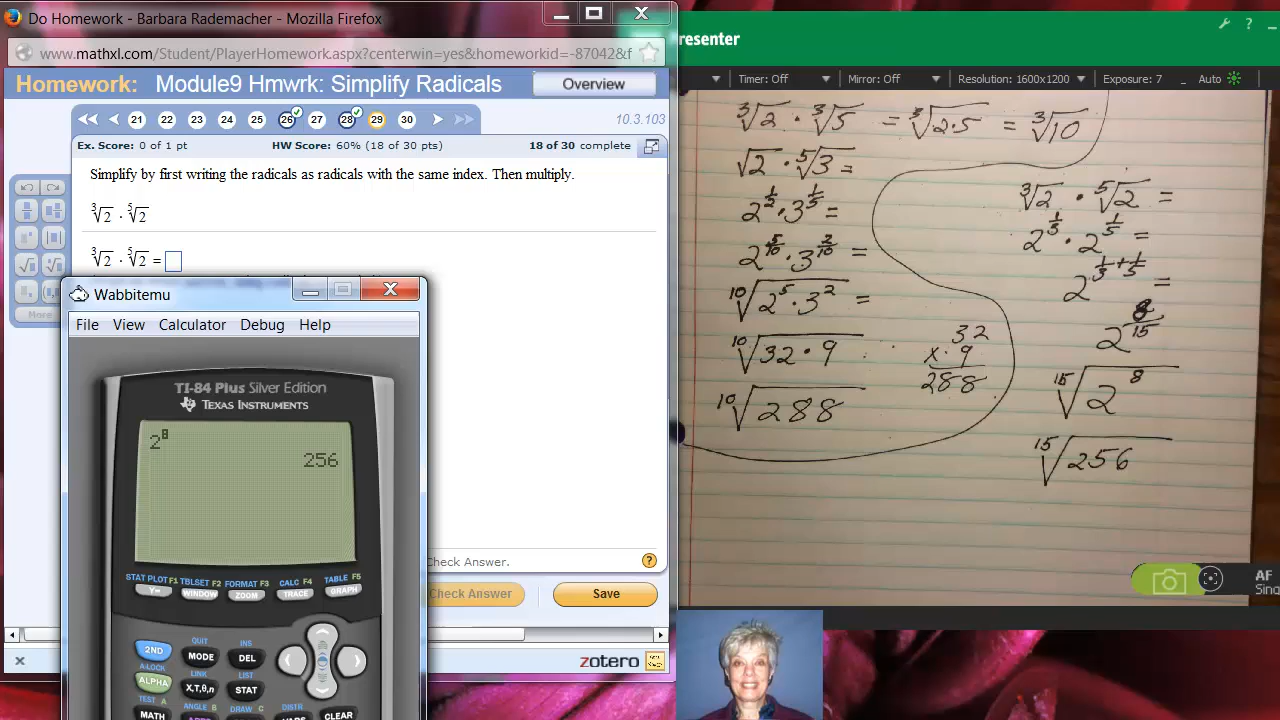 Do Homework - Barbara Rademacher - Mozilla Firefox
www.mathxl.com/Student/PlayerHomework.aspx?centerwin=yes&homeworkid=-87042&f
Homework: Module9 Hmwrk: Simplify Radicals
Overview
21 22 23 24 25 26 27 28 29 30
10.3.103
Ex. Score: 0 of 1 pt HW Score: 60% (18 of 30 pts) 18 of 30 complete
Simplify by first writing the radicals as radicals with the same index. Then multiply.
∛2 · ⁵√2
∛2 · ⁵√2 =
More
Wabbitemu
File View Calculator Debug Help
TI-84 Plus Silver Edition
TEXAS INSTRUMENTS
2⁸
256
STAT PLOT F1 TBLSET F2 FORMAT F3 CALC F4 TABLE F5
Y= WINDOW ZOOM TRACE GRAPH
QUIT INS
2ND MODE DEL
A-LOCK LINK LIST
ALPHA X,T,θ,n STAT
TEST A ANGLE B DRAW C DISTR
MATH CLEAR
Check Answer.
?
Check Answer Save
zotero
resenter
?
Timer: Off Mirror: Off Resolution: 1600x1200 Exposure: 7 Auto
∛2 · ∛5 = ∛2·5 = ∛10
√2 · ⁵√3 =
2^(1/2) · 3^(1/5) =
2^(5/10) · 3^(2/10) =
¹⁰√2⁵ · 3² =
¹⁰√32 · 9
¹⁰√288
32
x · 9
288
∛2 · ⁵√2 =
2^(1/3) · 2^(1/5) =
2^(1/3 + 1/5) =
2^(8/15)
¹⁵√2⁸
¹⁵√256
AF
Sing